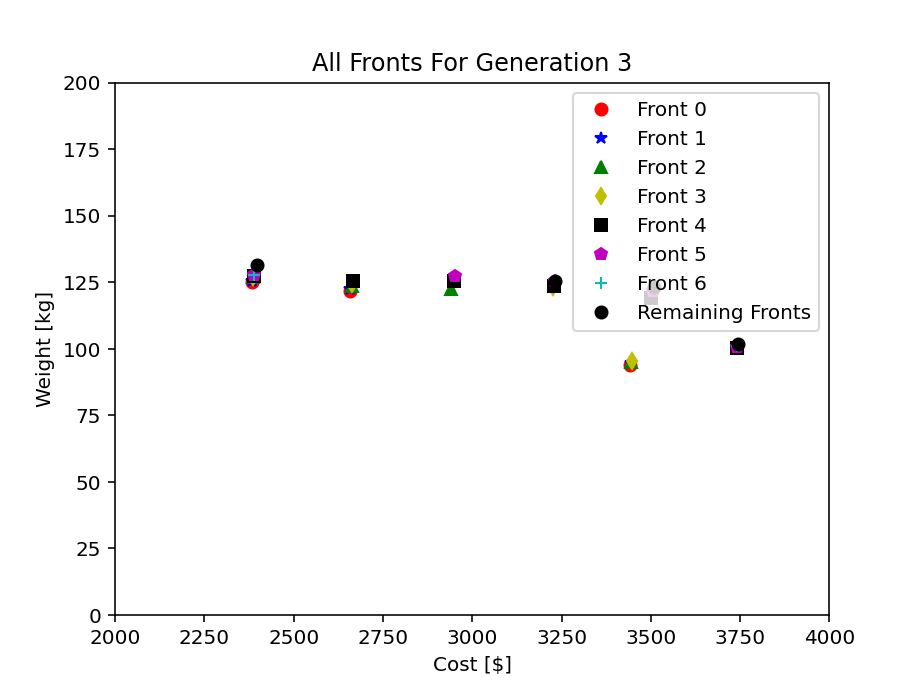 All Fronts For Generation 3
200
175
150
125
100
75
50
25
0
Weight [kg]
Front 0
Front 1
Front 2
Front 3
Front 4
Front 5
Front 6
Remaining Fronts
2000 2250 2500 2750 3000 3250 3500 3750 4000
Cost [$]